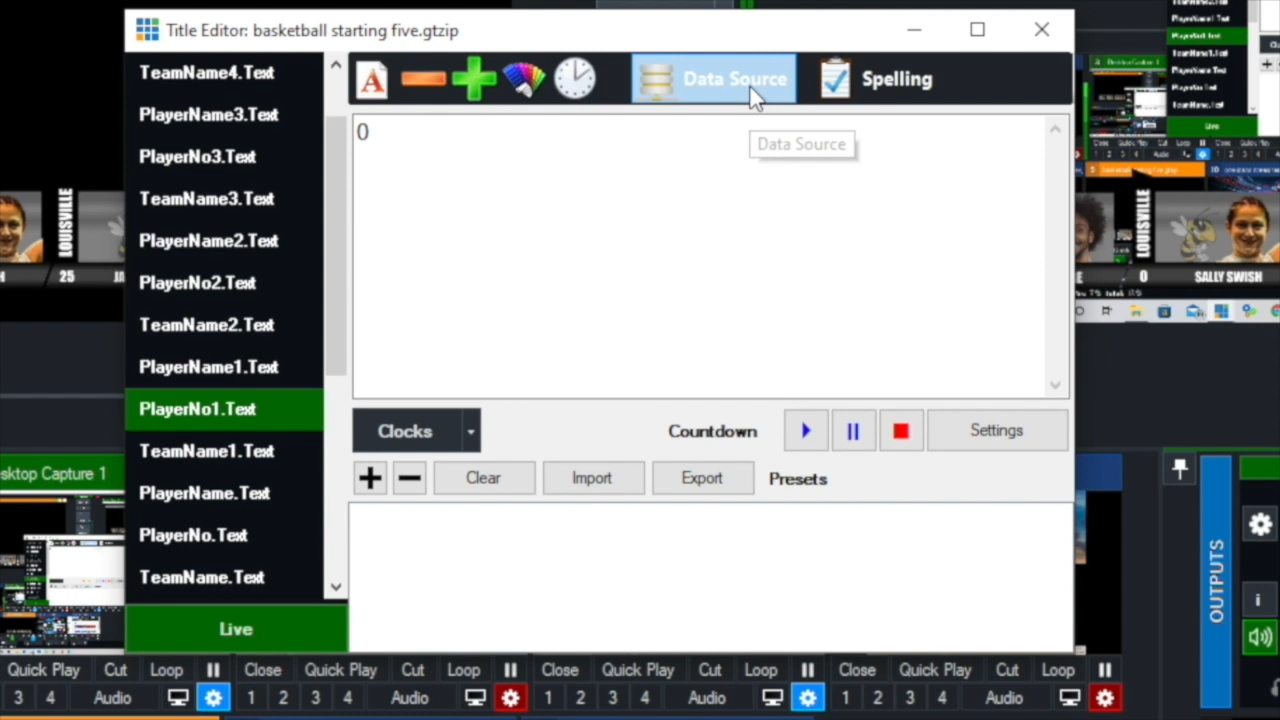 Title Editor: basketball starting five.gtzip
TeamName4.Text
PlayerName3.Text
PlayerNo3.Text
TeamName3.Text
PlayerName2.Text
PlayerNo2.Text
TeamName2.Text
PlayerName1.Text
PlayerNo1.Text
TeamName1.Text
PlayerName.Text
PlayerNo.Text
TeamName.Text
Live
Data Source
Spelling
0
Data Source
Clocks
Countdown
Settings
Clear
Import
Export
Presets
LOUISVILLE
25
LOUISVILLE
0
SALLY SWISH
Live
sktop Capture 1
OUTPUTS
i
Quick Play Cut Loop Close Quick Play Cut Loop Close Quick Play Cut Loop Close Quick Play Cut Loop
3 4 Audio 1 2 3 4 Audio 1 2 3 4 Audio 1 2 3 4 Audio